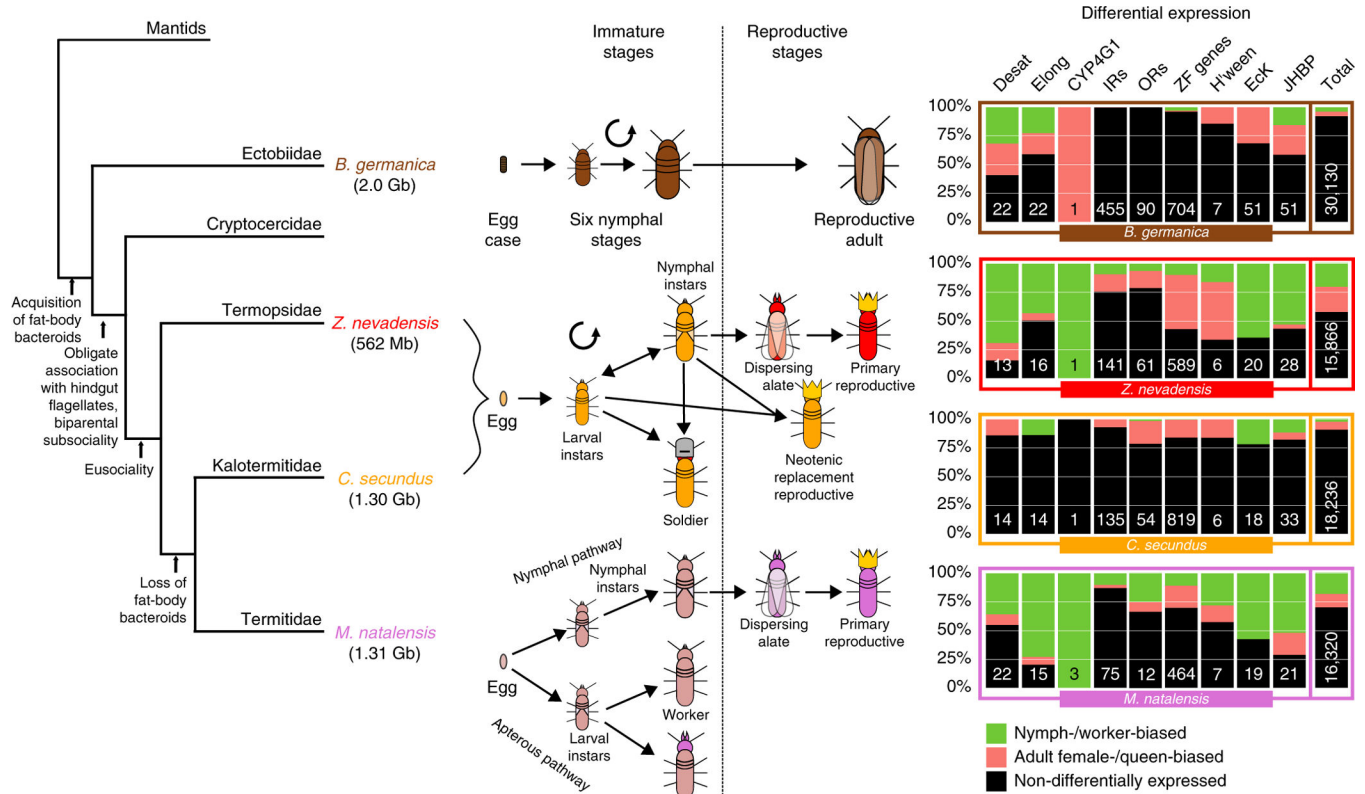 Mantids
Ectobiidae
B. germanica
(2.0 Gb)
Cryptocercidae
Termopsidae
Z. nevadensis
(562 Mb)
Kalotermitidae
C. secundus
(1.30 Gb)
Termitidae
M. natalensis
(1.31 Gb)
Acquisition
of fat-body
bacteroids
Obligate
association
with hindgut
flagellates,
biparental
subsociality
Eusociality
Loss of
fat-body
bacteroids
Immature
stages
Reproductive
stages
Egg
case
Six nymphal
stages
Reproductive
adult
Egg
Larval
instars
Nymphal
instars
Soldier
Dispersing
alate
Primary
reproductive
Neotenic
replacement
reproductive
Nymphal pathway
Nymphal
instars
Egg
Larval
instars
Worker
Apterous pathway
Dispersing
alate
Primary
reproductive
Differential expression
Desat
Elong
CYP4G1
IRs
ORs
ZF genes
H'ween
EcK
JHBP
Total
100%
75%
50%
25%
0%
22 22 1 455 90 704 7 51 51 30,130
B. germanica
100%
75%
50%
25%
0%
13 16 1 141 61 589 6 20 28 15,866
Z. nevadensis
100%
75%
50%
25%
0%
14 14 1 135 54 819 6 18 33 18,236
C. secundus
100%
75%
50%
25%
0%
22 15 3 75 12 464 7 19 21 16,320
M. natalensis
Nymph-/worker-biased
Adult female-/queen-biased
Non-differentially expressed